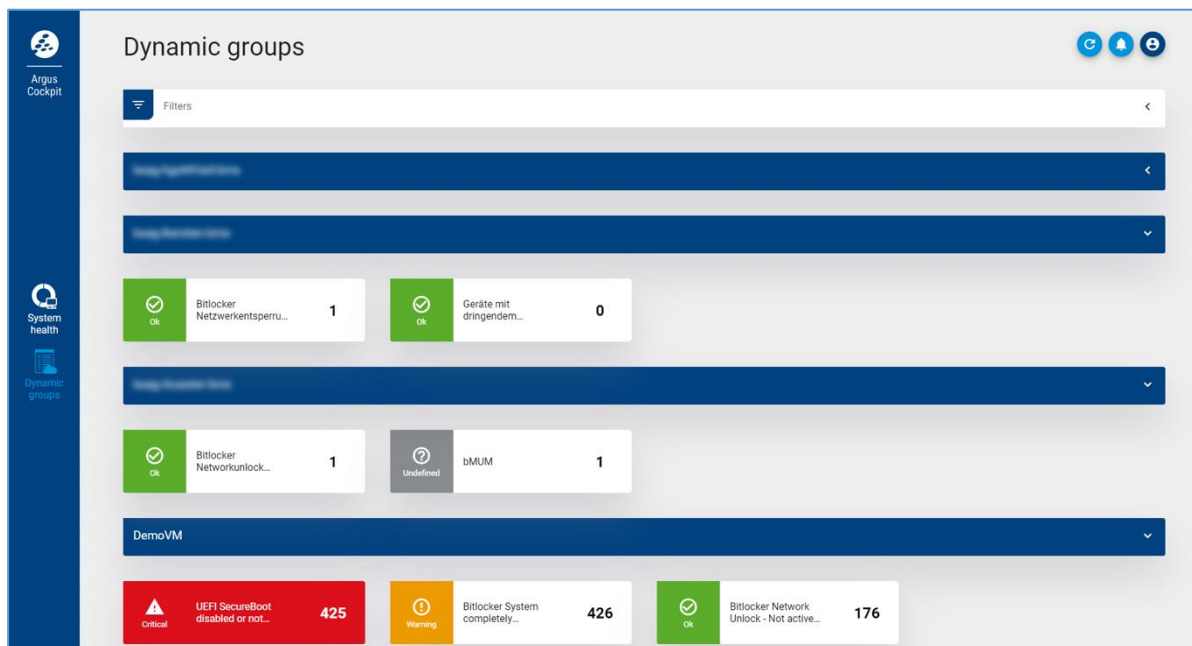 Argus
Cockpit
Dynamic groups
Filters
Ok
Bitlocker
Netzwerkentsperru...
1
Ok
Geräte mit
dringendem...
0
System
health
Dynamic
groups
Ok
Bitlocker
Networkunlock...
1
Undefined
bMUM
1
DemoVM
Critical
UEFI SecureBoot
disabled or not...
425
Warning
Bitlocker System
completely...
426
Ok
Bitlocker Network
Unlock - Not active...
176